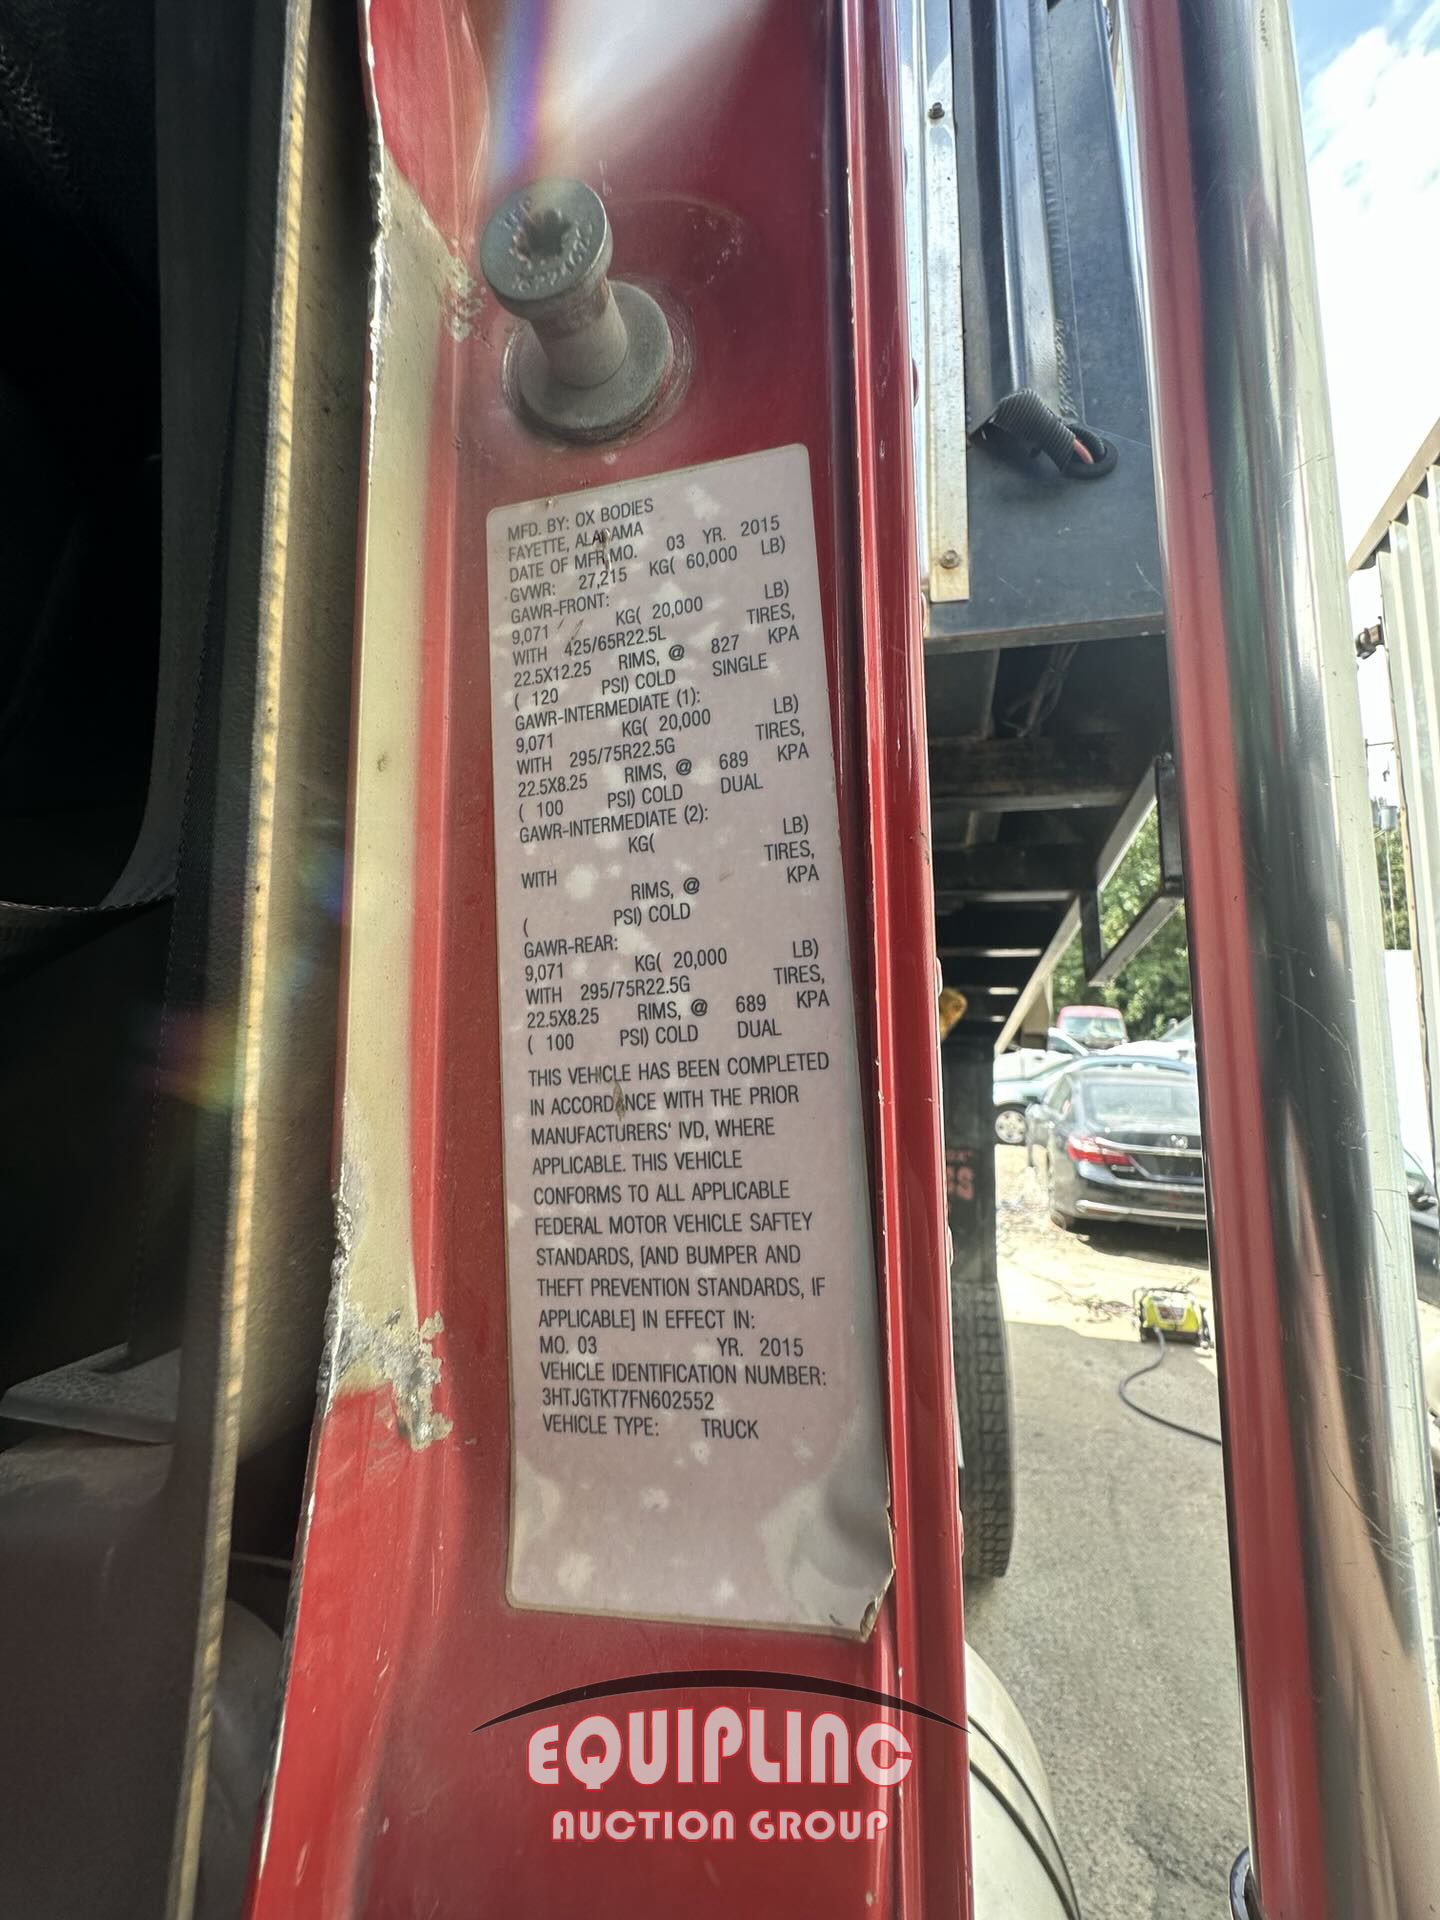 MFD. BY: OX BODIES
FAYETTE, ALABAMA
DATE OF MFR MO. 03 YR. 2015
GVWR: 27,215 KG( 60,000 LB)
GAWR-FRONT:
9,071 KG( 20,000 LB)
WITH 425/65R22.5L TIRES,
22.5X12.25 RIMS, @ 827 KPA
( 120 PSI) COLD SINGLE
GAWR-INTERMEDIATE (1):
9,071 KG( 20,000 LB)
WITH 295/75R22.5G TIRES,
22.5X8.25 RIMS, @ 689 KPA
( 100 PSI) COLD DUAL
GAWR-INTERMEDIATE (2):
KG( LB)
WITH TIRES,
RIMS, @ KPA
( PSI) COLD
GAWR-REAR:
9,071 KG( 20,000 LB)
WITH 295/75R22.5G TIRES,
22.5X8.25 RIMS, @ 689 KPA
( 100 PSI) COLD DUAL
THIS VEHICLE HAS BEEN COMPLETED
IN ACCORDANCE WITH THE PRIOR
MANUFACTURERS' IVD, WHERE
APPLICABLE. THIS VEHICLE
CONFORMS TO ALL APPLICABLE
FEDERAL MOTOR VEHICLE SAFTEY
STANDARDS, [AND BUMPER AND
THEFT PREVENTION STANDARDS, IF
APPLICABLE] IN EFFECT IN:
MO. 03 YR. 2015
VEHICLE IDENTIFICATION NUMBER:
3HTJGTKT7FN602552
VEHICLE TYPE: TRUCK
EQUIPLINC
AUCTION GROUP